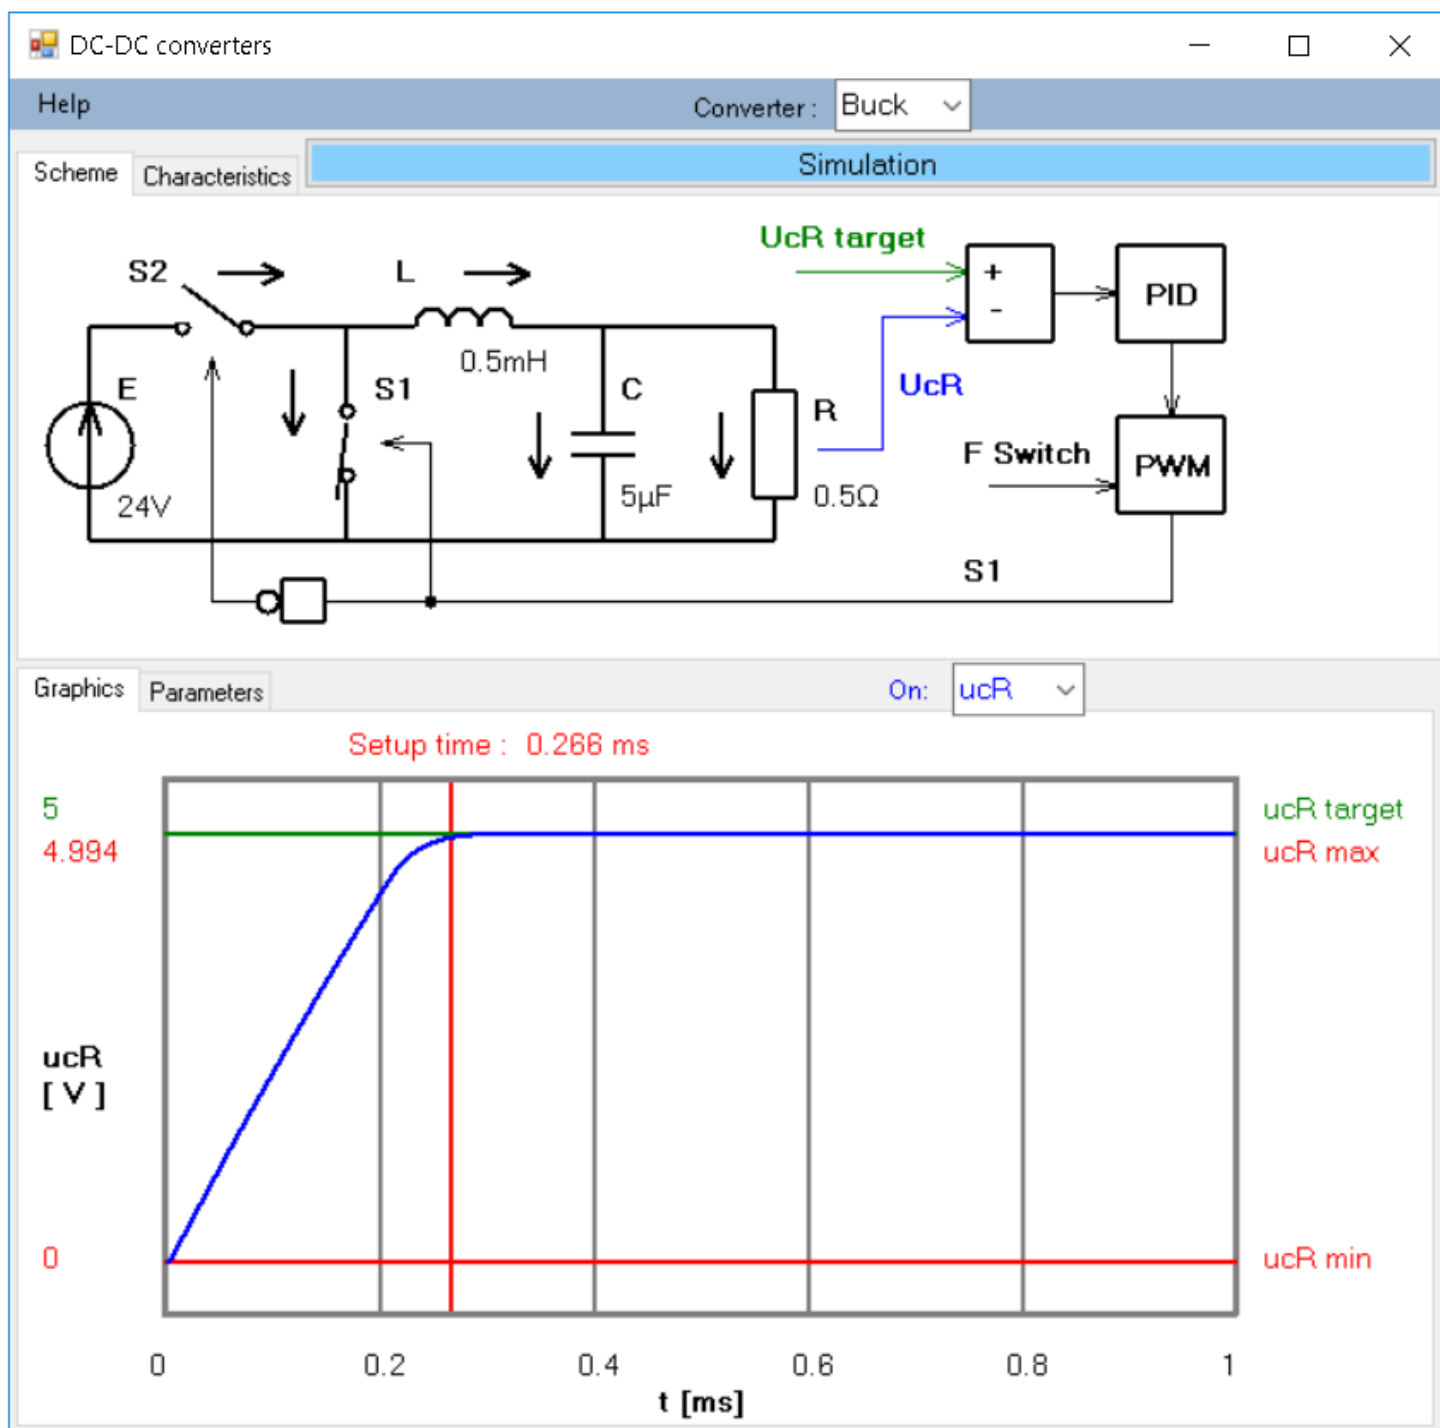 DC-DC converters
Help
Converter :
Buck
Scheme
Characteristics
Simulation
UcR target
S2
L
+
-
PID
0.5mH
E
S1
C
UcR
R
F Switch
PWM
24V
5µF
0.5Ω
S1
Graphics
Parameters
On:
ucR
Setup time : 0.266 ms
5
ucR target
4.994
ucR max
ucR
[ V ]
0
ucR min
0 0.2 0.4 0.6 0.8 1
t [ms]